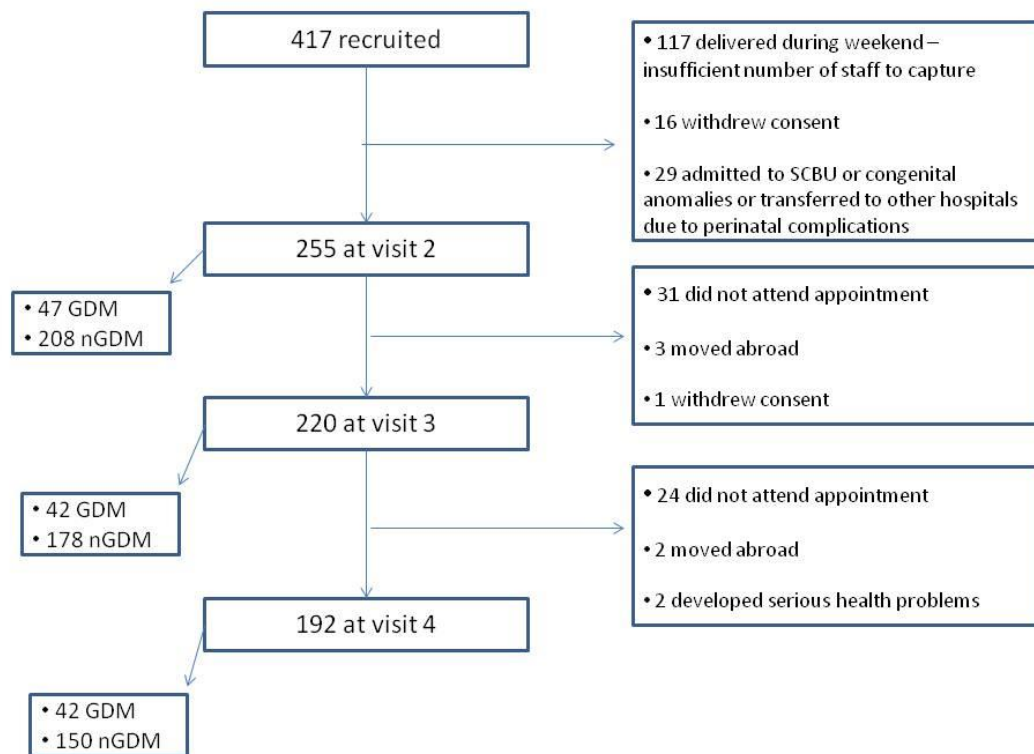 417 recruited
• 117 delivered during weekend –
insufficient number of staff to capture
• 16 withdrew consent
• 29 admitted to SCBU or congenital
anomalies or transferred to other hospitals
due to perinatal complications
255 at visit 2
• 47 GDM
• 208 nGDM
• 31 did not attend appointment
• 3 moved abroad
• 1 withdrew consent
220 at visit 3
• 42 GDM
• 178 nGDM
• 24 did not attend appointment
• 2 moved abroad
• 2 developed serious health problems
192 at visit 4
• 42 GDM
• 150 nGDM